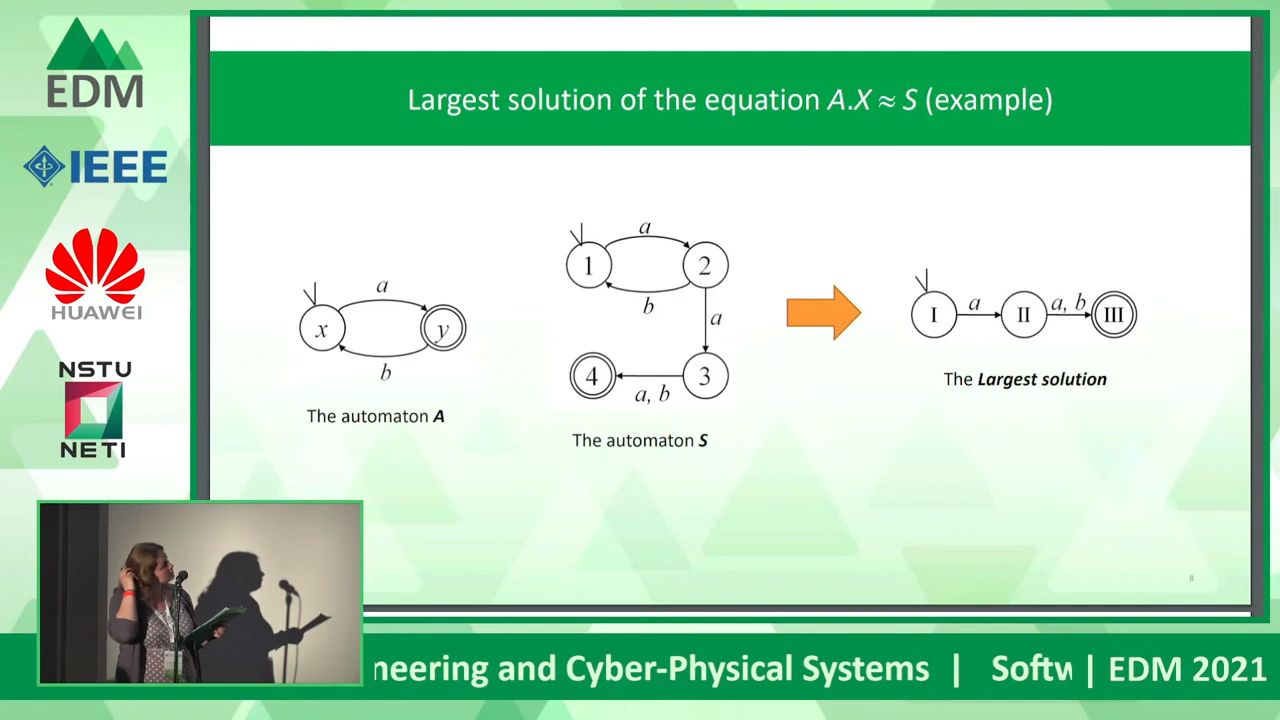 EDM
IEEE
HUAWEI
NSTU
NETI
Largest solution of the equation A.X ≈ S (example)
x
a
y
b
The automaton A
1
a
2
b
a
4
a, b
3
The automaton S
I
a
II
a, b
III
The Largest solution
8
neering and Cyber-Physical Systems | Softw | EDM 2021